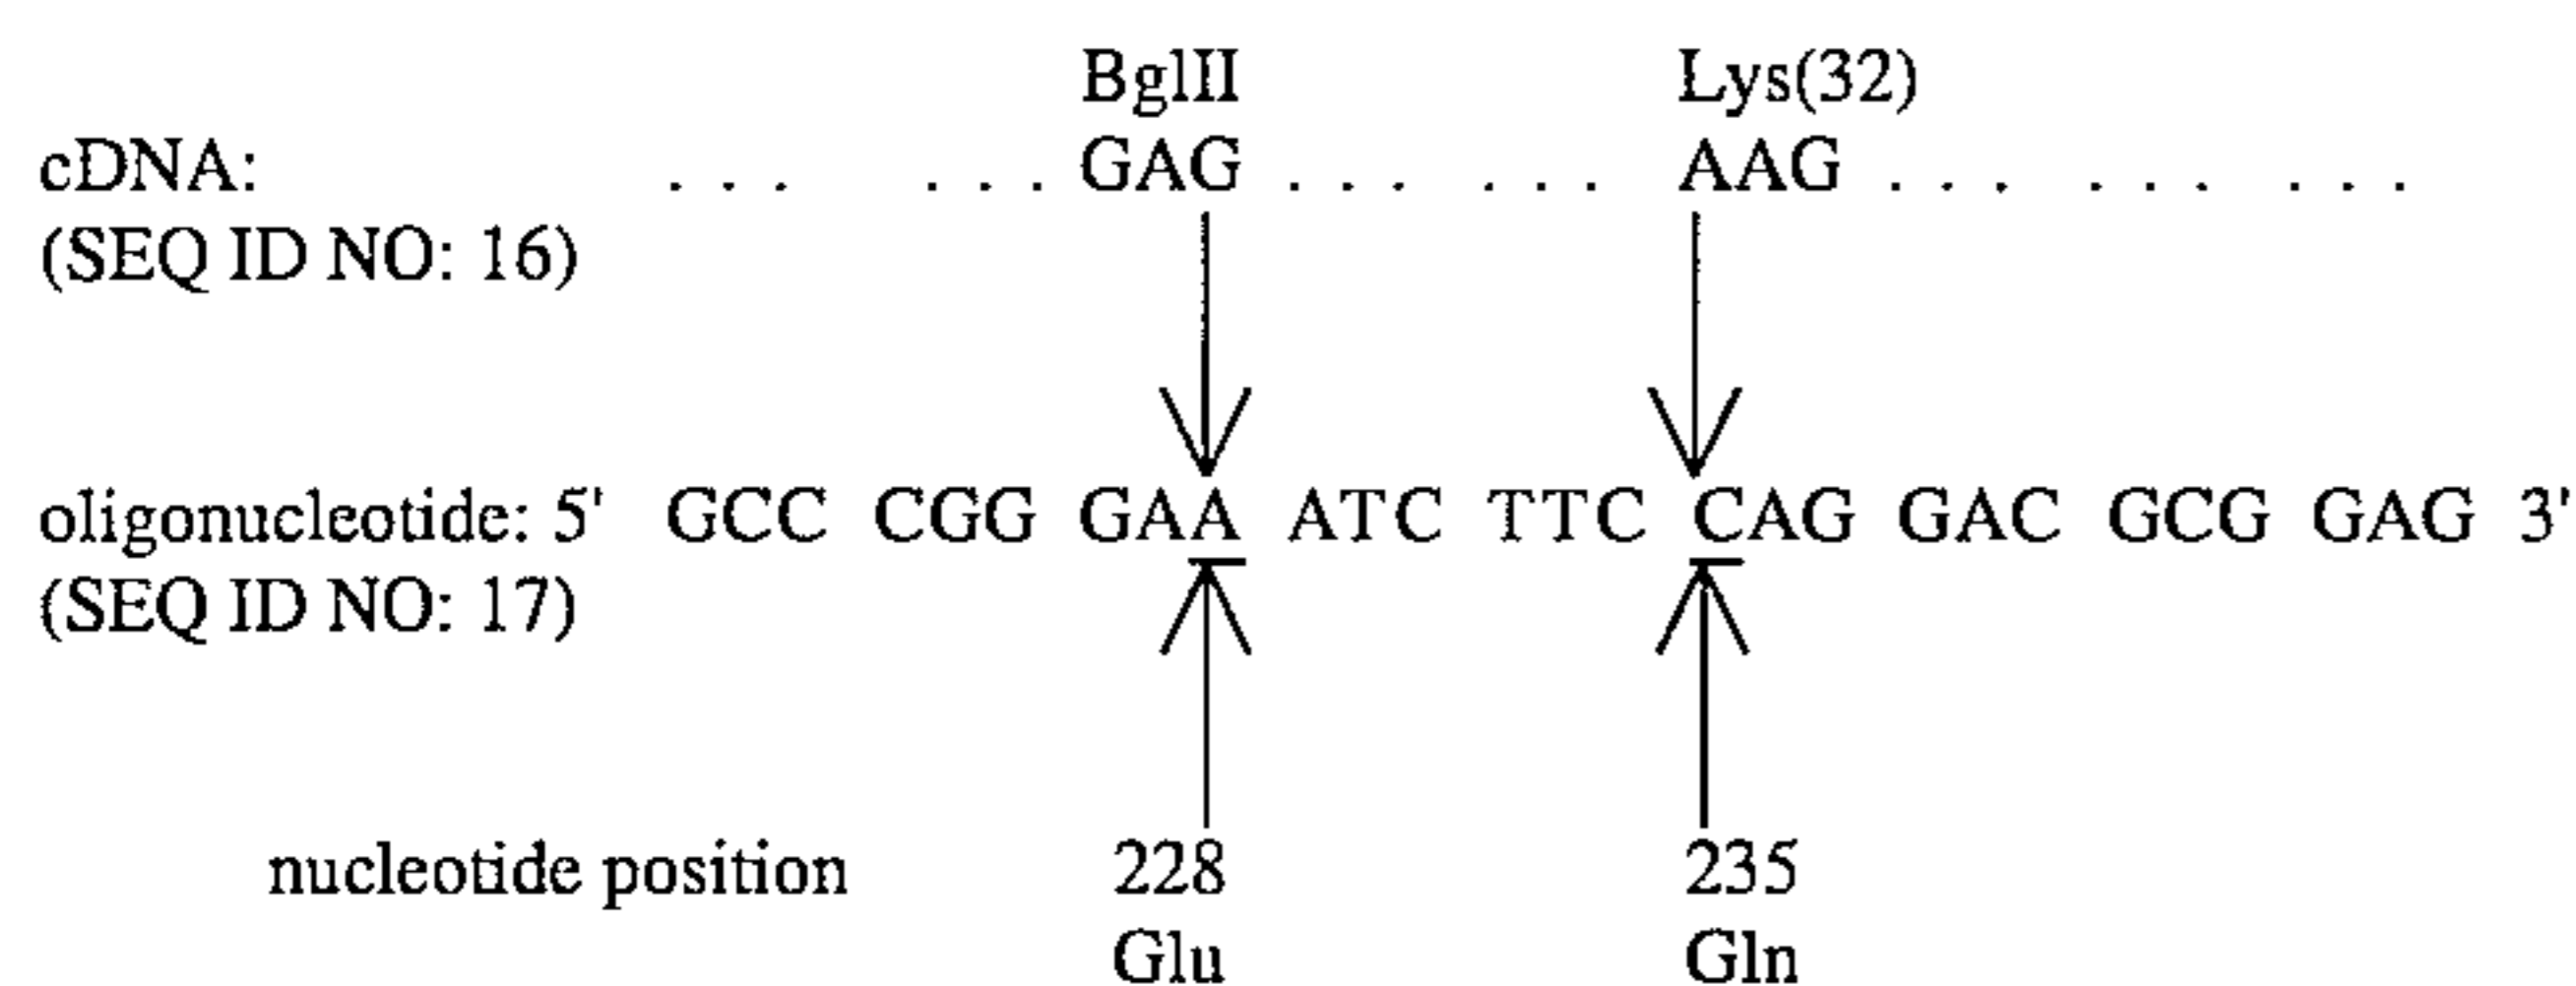 BglII Lys(32)
cDNA: . . . . . . GAG . . . . . . AAG . . . . . . . . .
(SEQ ID NO: 16)
oligonucleotide: 5' GCC CGG GAA ATC TTC CAG GAC GCG GAG 3'
(SEQ ID NO: 17)
nucleotide position 228 235
Glu Gln